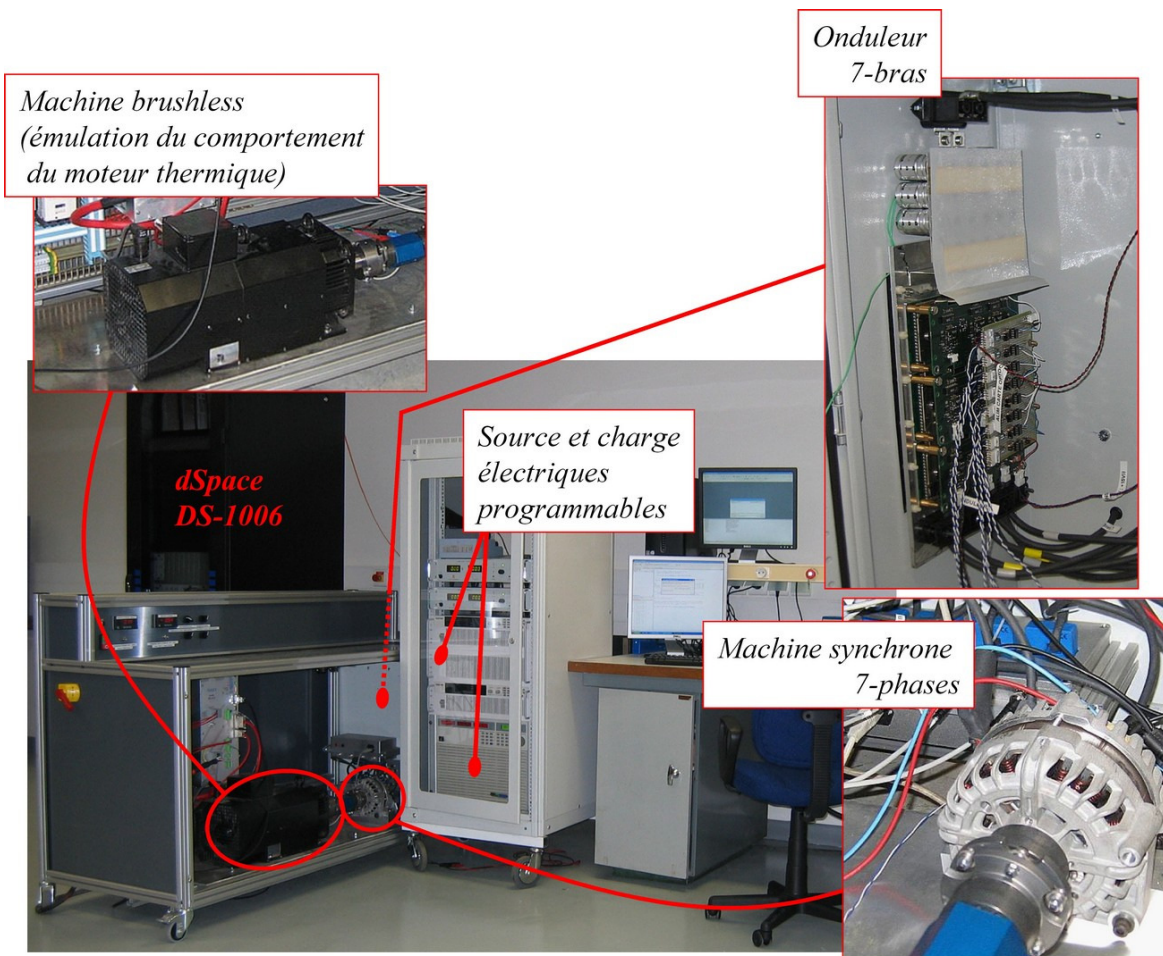 Onduleur
7-bras
Machine brushless
(émulation du comportement
du moteur thermique)
dSpace
DS-1006
Source et charge
électriques
programmables
Machine synchrone
7-phases